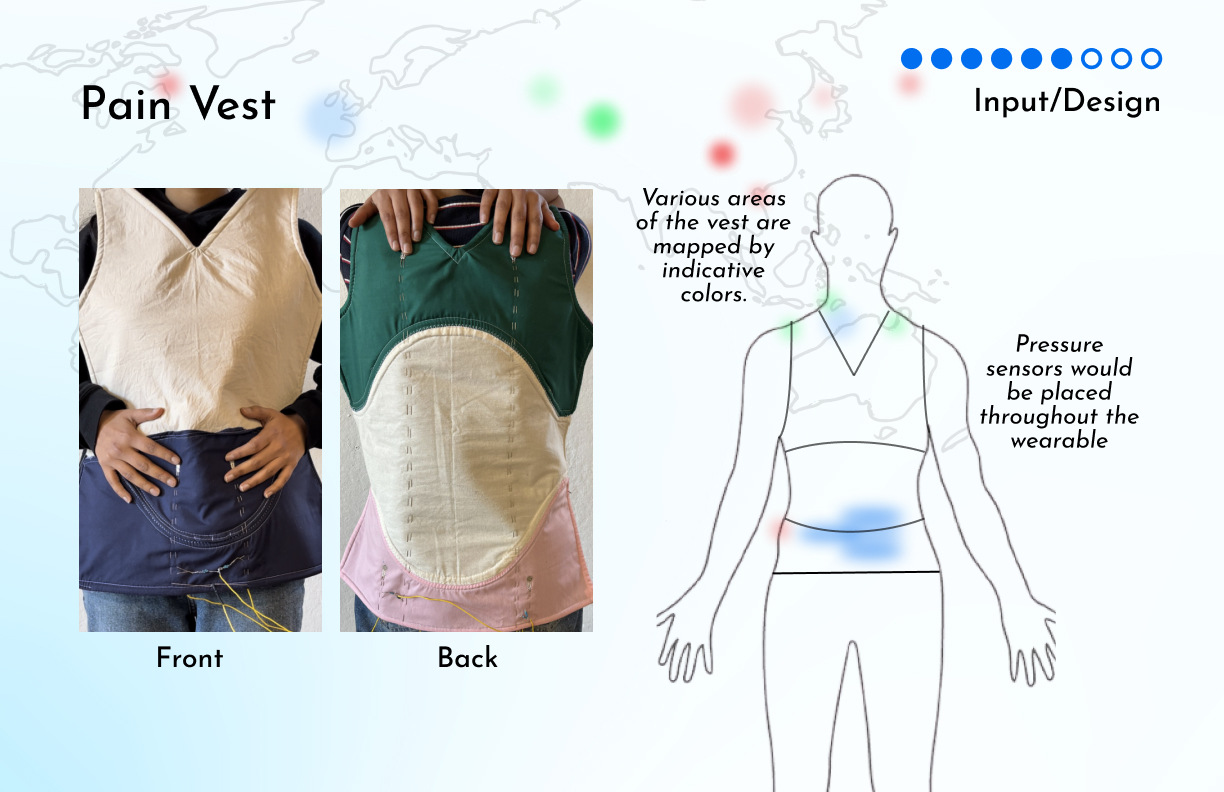 Pain Vest
Input/Design
Various areas
of the vest are
mapped by
indicative
colors.
Pressure
sensors would
be placed
throughout the
wearable
Front
Back